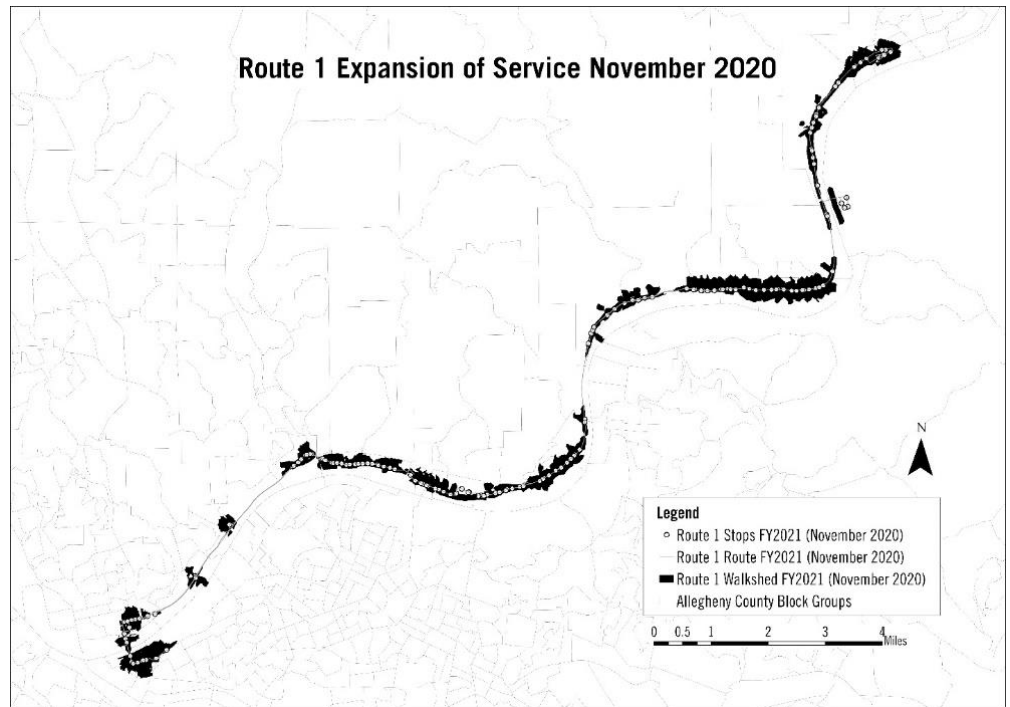 Route 1 Expansion of Service November 2020
N
Legend
Route 1 Stops FY2021 (November 2020)
Route 1 Route FY2021 (November 2020)
Route 1 Walkshed FY2021 (November 2020)
Allegheny County Block Groups
0 0.5 1 2 3 4
Miles